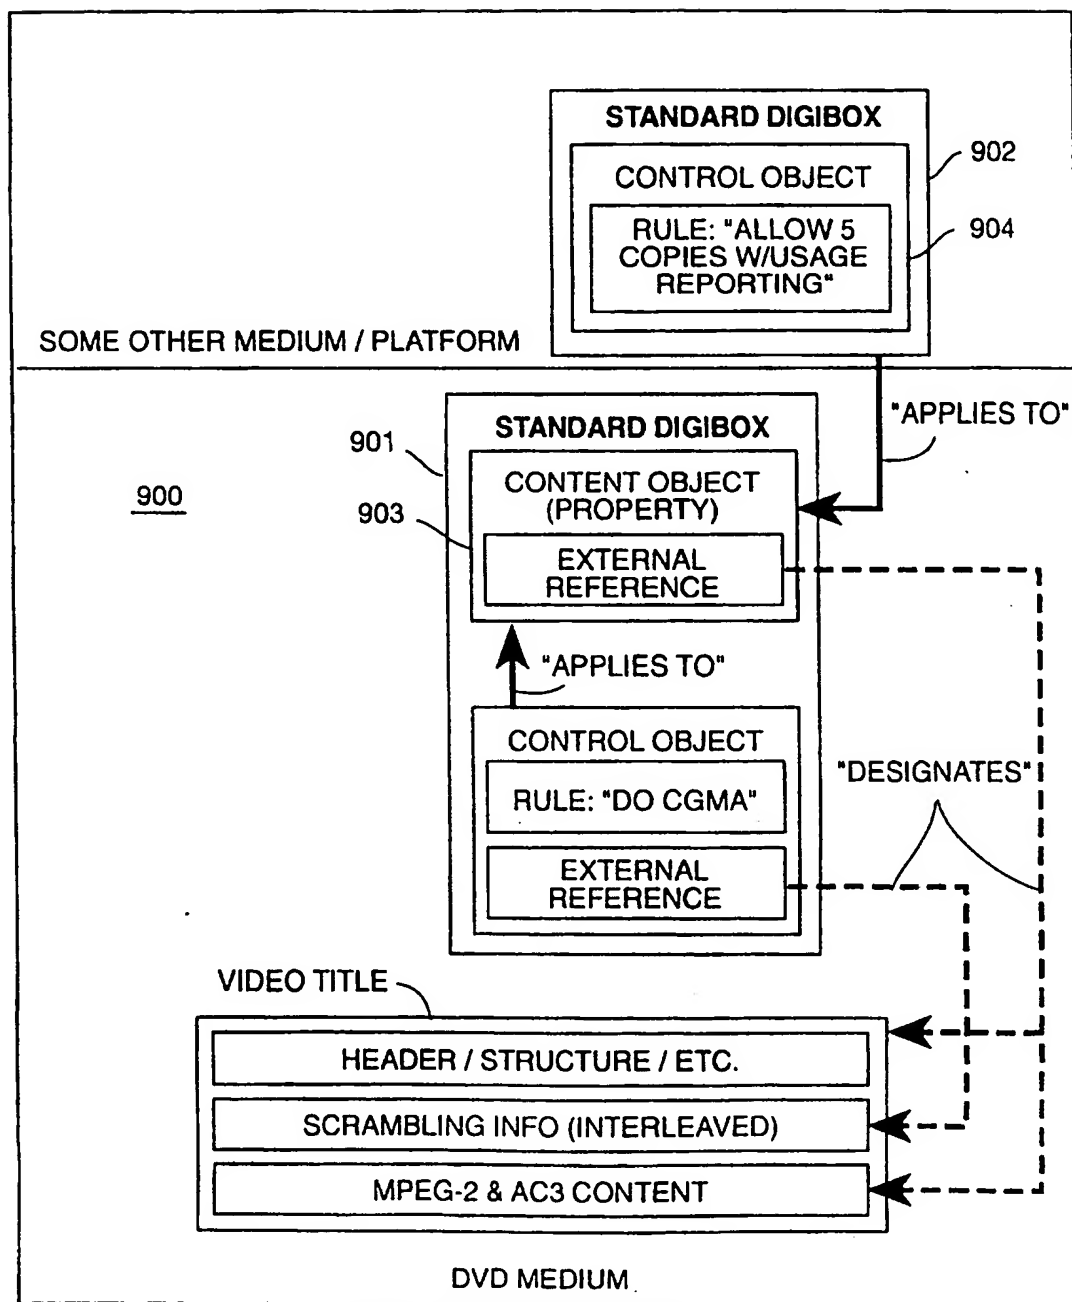 STANDARD DIGIBOX
902
CONTROL OBJECT
904
RULE: "ALLOW 5
COPIES W/USAGE
REPORTING"
SOME OTHER MEDIUM / PLATFORM
"APPLIES TO"
901
STANDARD DIGIBOX
900
903
CONTENT OBJECT
(PROPERTY)
EXTERNAL
REFERENCE
"APPLIES TO"
CONTROL OBJECT
"DESIGNATES"
RULE: "DO CGMA"
EXTERNAL
REFERENCE
VIDEO TITLE
HEADER / STRUCTURE / ETC.
SCRAMBLING INFO (INTERLEAVED)
MPEG-2 & AC3 CONTENT
DVD MEDIUM